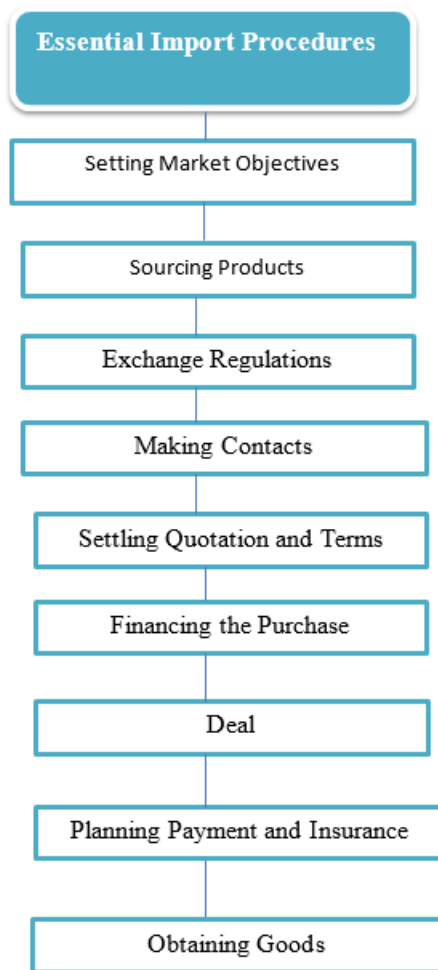 Essential Import Procedures
Setting Market Objectives
Sourcing Products
Exchange Regulations
Making Contacts
Settling Quotation and Terms
Financing the Purchase
Deal
Planning Payment and Insurance
Obtaining Goods